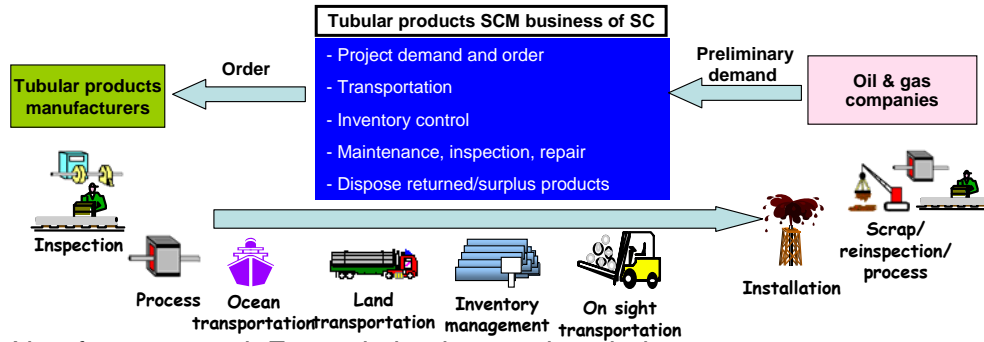 Tubular products SCM business of SC
- Project demand and order
- Transportation
- Inventory control
- Maintenance, inspection, repair
- Dispose returned/surplus products
Order
Tubular products
manufacturers
Preliminary
demand
Oil & gas
companies
Inspection
Process
Ocean
transportation
Land
transportation
Inventory
management
On sight
transportation
Installation
Scrap/
reinspection/
process